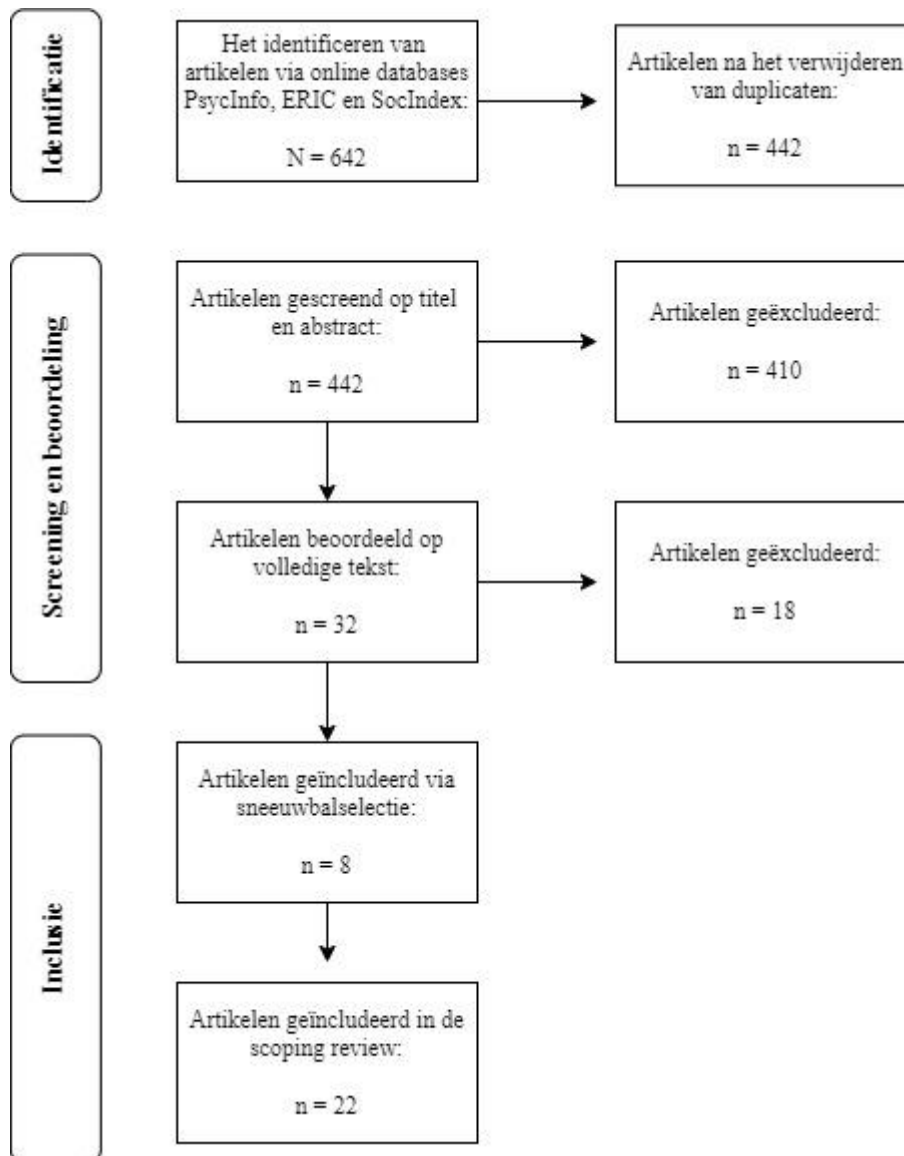 Identificatie
Het identificeren van
artikelen via online databases
PsycInfo, ERIC en SocIndex:
N = 642
Artikelen na het verwijderen
van duplicaten:
n = 442
Screening en beoordeling
Artikelen gescreend op titel
en abstract:
n = 442
Artikelen geëxcludeerd:
n = 410
Artikelen beoordeeld op
volledige tekst:
n = 32
Artikelen geëxcludeerd:
n = 18
Inclusie
Artikelen geïncludeerd via
sneeuwbalselectie:
n = 8
Artikelen geïncludeerd in de
scoping review:
n = 22